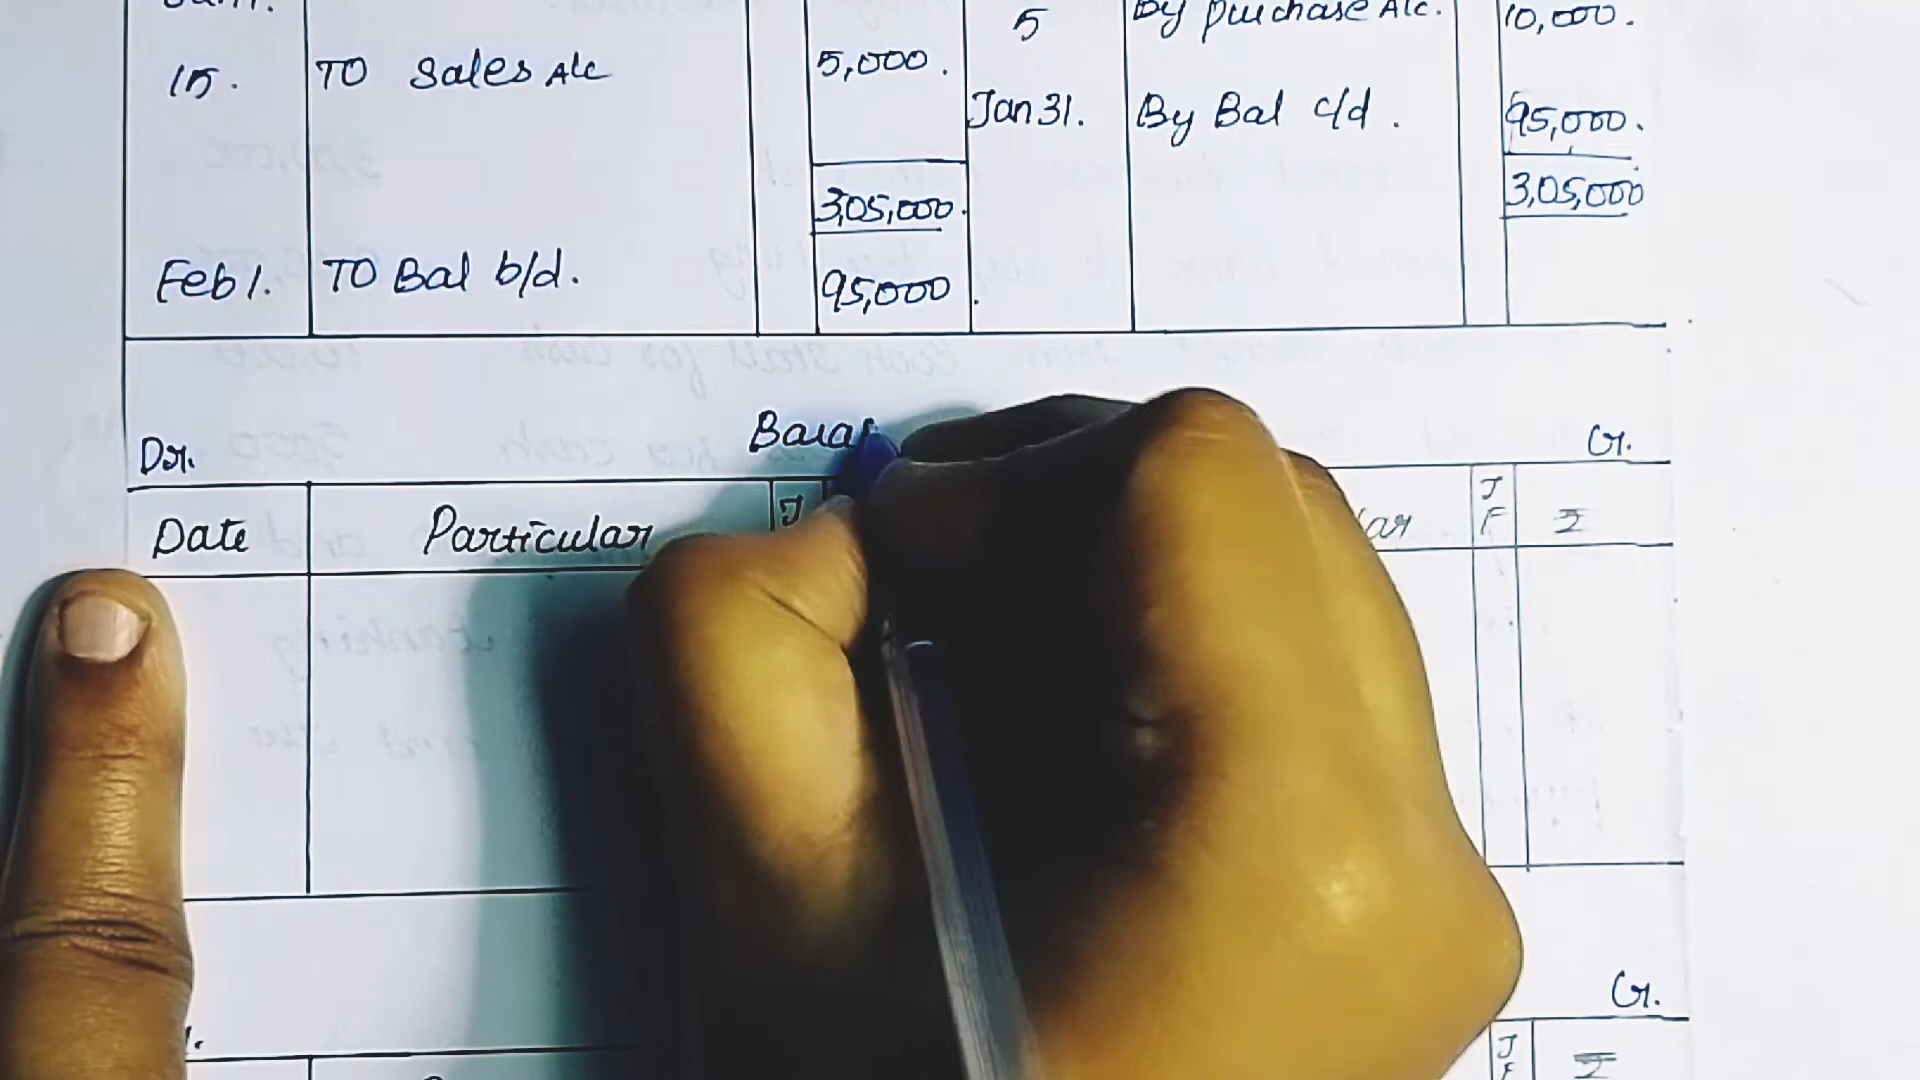 5 By purchase A/c. 10,000.
15. TO Sales A/c 5,000.
Jan 31. By Bal c/d. 95,000.
3,05,000. 3,05,000
Feb 1. TO Bal b/d. 95,000
Dr. Cr.
Date Particular J J F ₹
Cr.
J F ₹